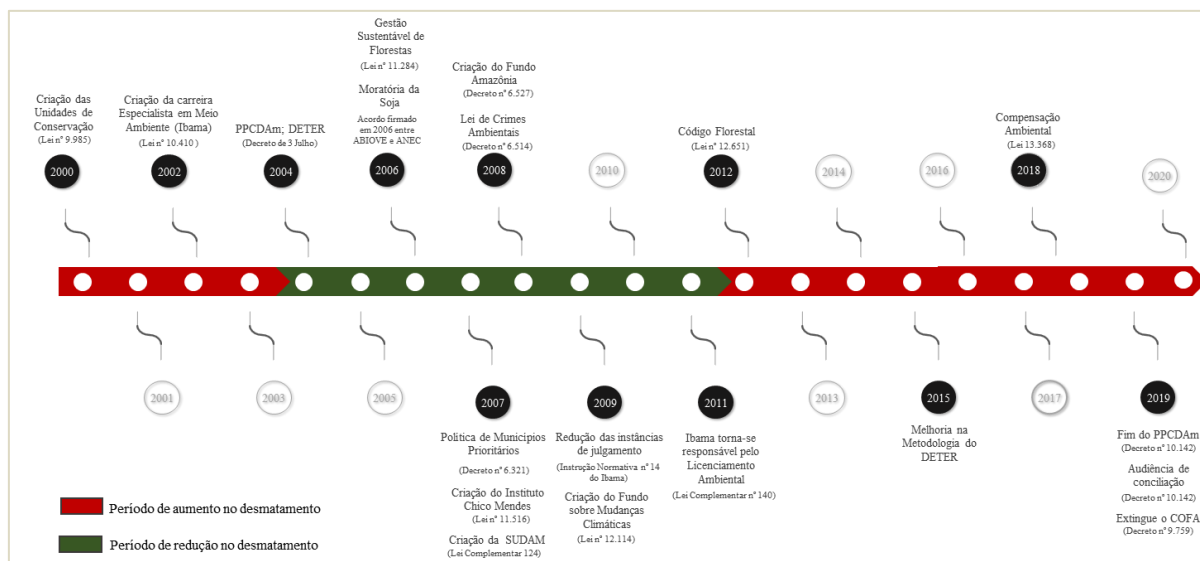 Criação das
Unidades de
Conservação
(Lei nº 9.985)
2000
Criação da carreira
Especialista em Meio
Ambiente (Ibama)
(Lei nº 10.410 )
2002
PPCDAm; DETER
(Decreto de 3 Julho)
2004
Gestão
Sustentável de
Florestas
(Lei nº 11.284)
Moratória da
Soja
Acordo firmado
em 2006 entre
ABIOVE e ANEC
2006
Criação do Fundo
Amazônia
(Decreto nº 6.527)
Lei de Crimes
Ambientais
(Decreto nº 6.514)
2008
2010
Código Florestal
(Lei nº 12.651)
2012
2014
2016
Compensação
Ambiental
(Lei 13.368)
2018
2020
2001
2003
2005
2007
Política de Municípios
Prioritários
(Decreto nº 6.321)
Criação do Instituto
Chico Mendes
(Lei nº 11.516)
Criação da SUDAM
(Lei Complementar 124)
2009
Redução das instâncias
de julgamento
(Instrução Normativa nº 14
do Ibama)
Criação do Fundo
sobre Mudanças
Climáticas
(Lei nº 12.114)
2011
Ibama torna-se
responsável pelo
Licenciamento
Ambiental
(Lei Complementar nº 140)
2013
2015
Melhoria na
Metodologia do
DETER
2017
2019
Fim do PPCDAm
(Decreto nº 10.142)
Audiência de
conciliação
(Decreto nº 10.142)
Extingue o COFA
(Decreto nº 9.759)
Período de aumento no desmatamento
Período de redução no desmatamento